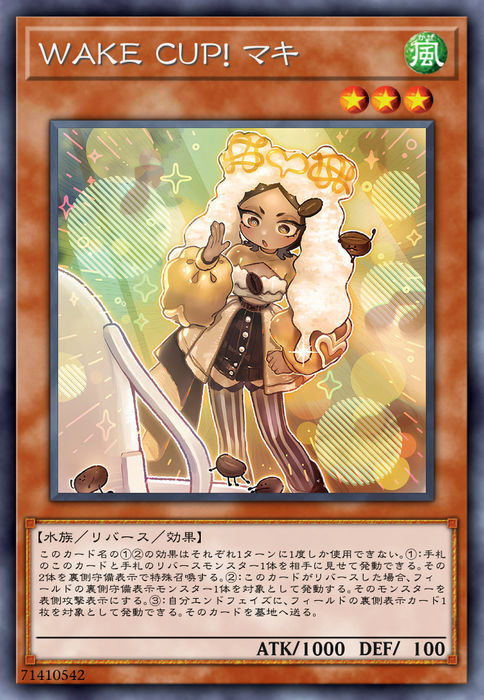 WAKE CUP! マキ
かぜ
風
【水族／リバース／効果】
このカード名の①②の効果はそれぞれ1ターンに1度しか使用できない。①：手札
のこのカードと手札のリバースモンスター1体を相手に見せて発動できる。その
2体を裏側守備表示で特殊召喚する。②：このカードがリバースした場合、フィ
ールドの裏側守備表示モンスター1体を対象として発動する。そのモンスターを
表側攻撃表示にする。③：自分エンドフェイズに、フィールドの裏側表示カード1
枚を対象として発動できる。そのカードを墓地へ送る。
ATK/1000 DEF/ 100
71410542